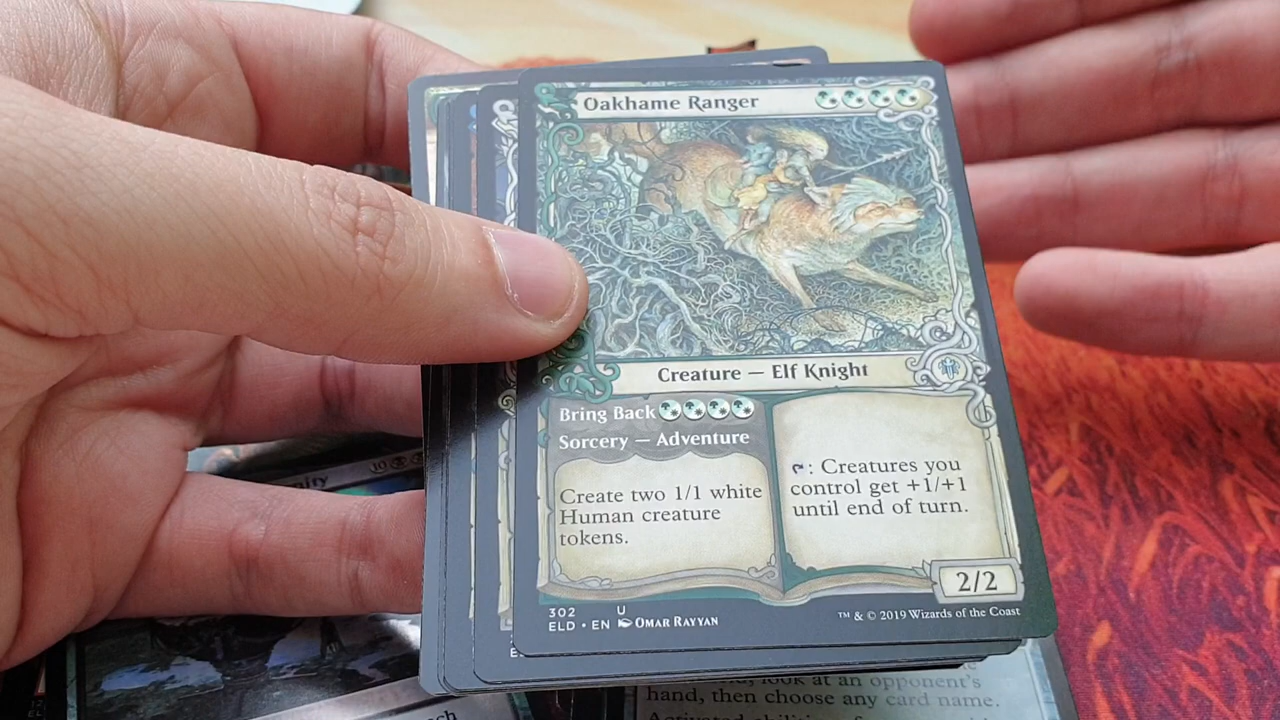 Oakhame Ranger
Creature — Elf Knight
Bring Back
Sorcery — Adventure
Create two 1/1 white
Human creature
tokens.
: Creatures you
control get +1/+1
until end of turn.
2/2
302 U
ELD • EN OMAR RAYYAN
™ & © 2019 Wizards of the Coast
look at an opponent's
hand, then choose any card name.